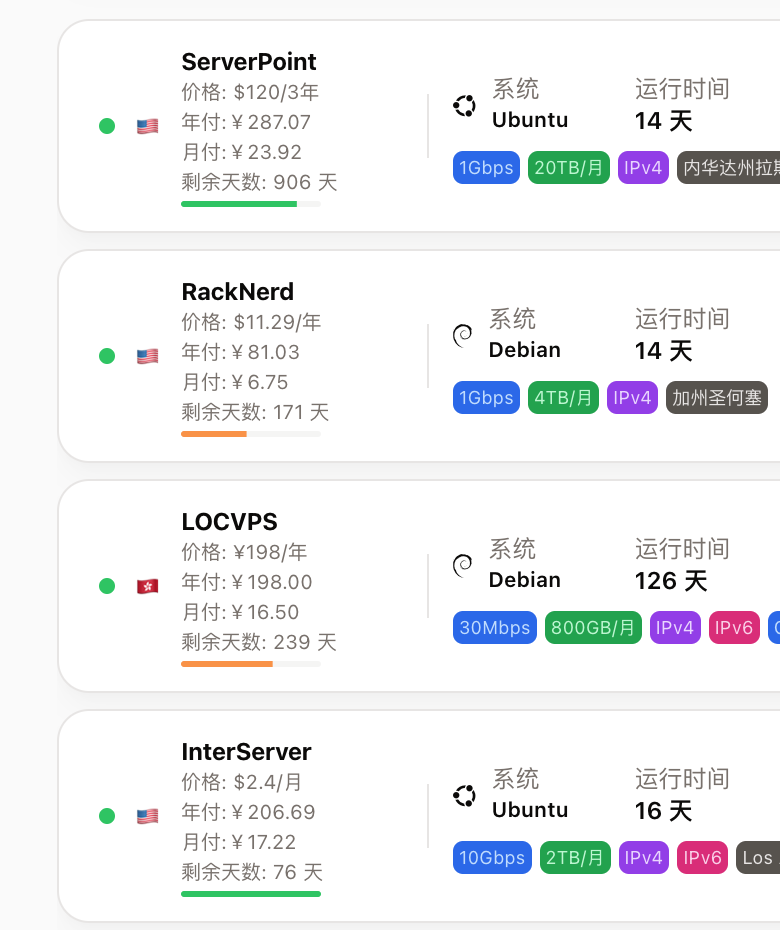 ServerPoint
价格: $120/3年
年付:￥287.07
月付:￥23.92
剩余天数: 906 天
系统
Ubuntu
运行时间
14 天
1Gbps 20TB/月 IPv4 内华达州拉
RackNerd
价格: $11.29/年
年付:￥81.03
月付:￥6.75
剩余天数: 171 天
系统
Debian
运行时间
14 天
1Gbps 4TB/月 IPv4 加州圣何塞
LOCVPS
价格: ¥198/年
年付:￥198.00
月付:￥16.50
剩余天数: 239 天
系统
Debian
运行时间
126 天
30Mbps 800GB/月 IPv4 IPv6
InterServer
价格: $2.4/月
年付:￥206.69
月付:￥17.22
剩余天数: 76 天
系统
Ubuntu
运行时间
16 天
10Gbps 2TB/月 IPv4 IPv6 Los